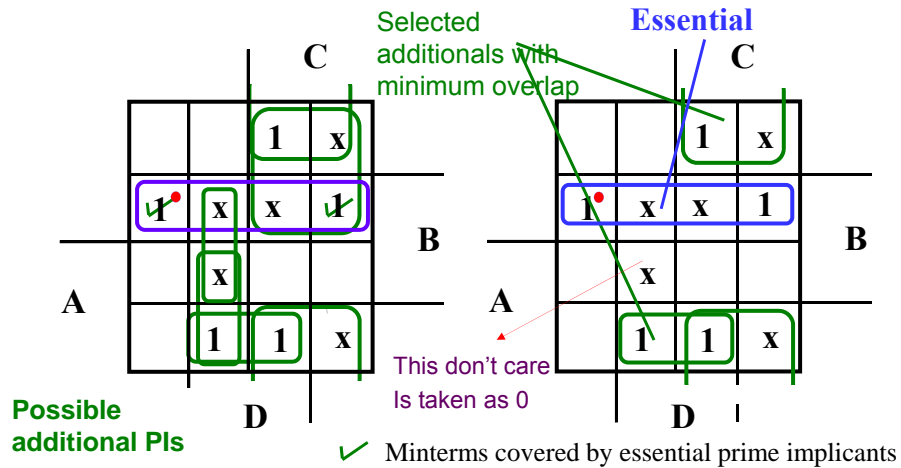 Selected
additionals with
minimum overlap
Essential
C
C
1 x
1 x
1 x x 1
1 x x 1
B
B
x
x
A
A
1 1 x
1 1 x
This don't care
Is taken as 0
D
D
Possible
additional PIs
Minterms covered by essential prime implicants